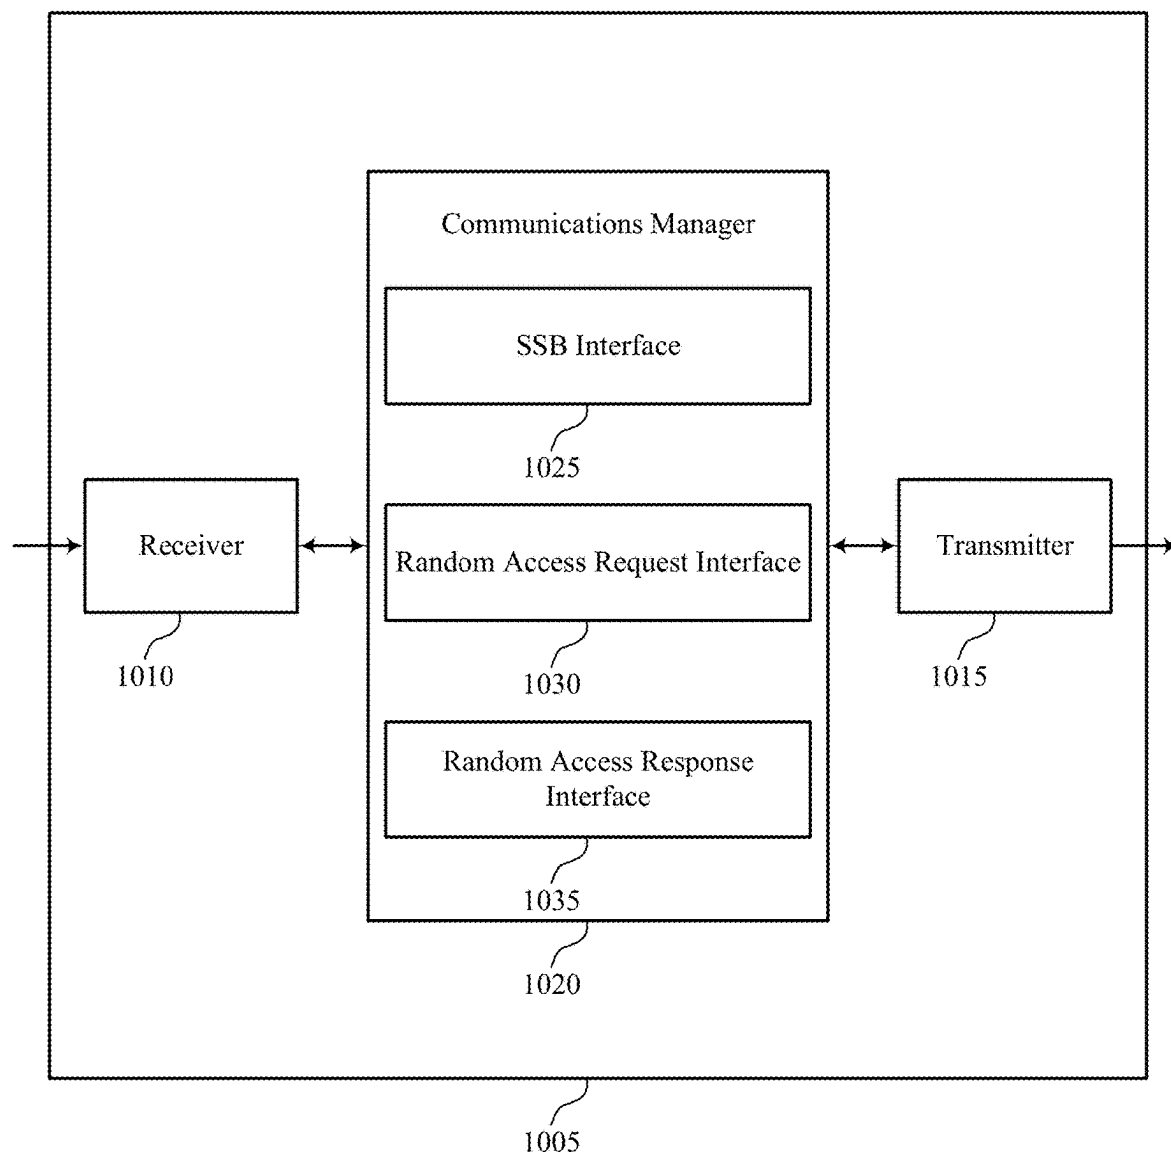 Communications Manager
SSB Interface
1025
Receiver
1010
Random Access Request Interface
1030
Transmitter
1015
Random Access Response
Interface
1035
1020
1005